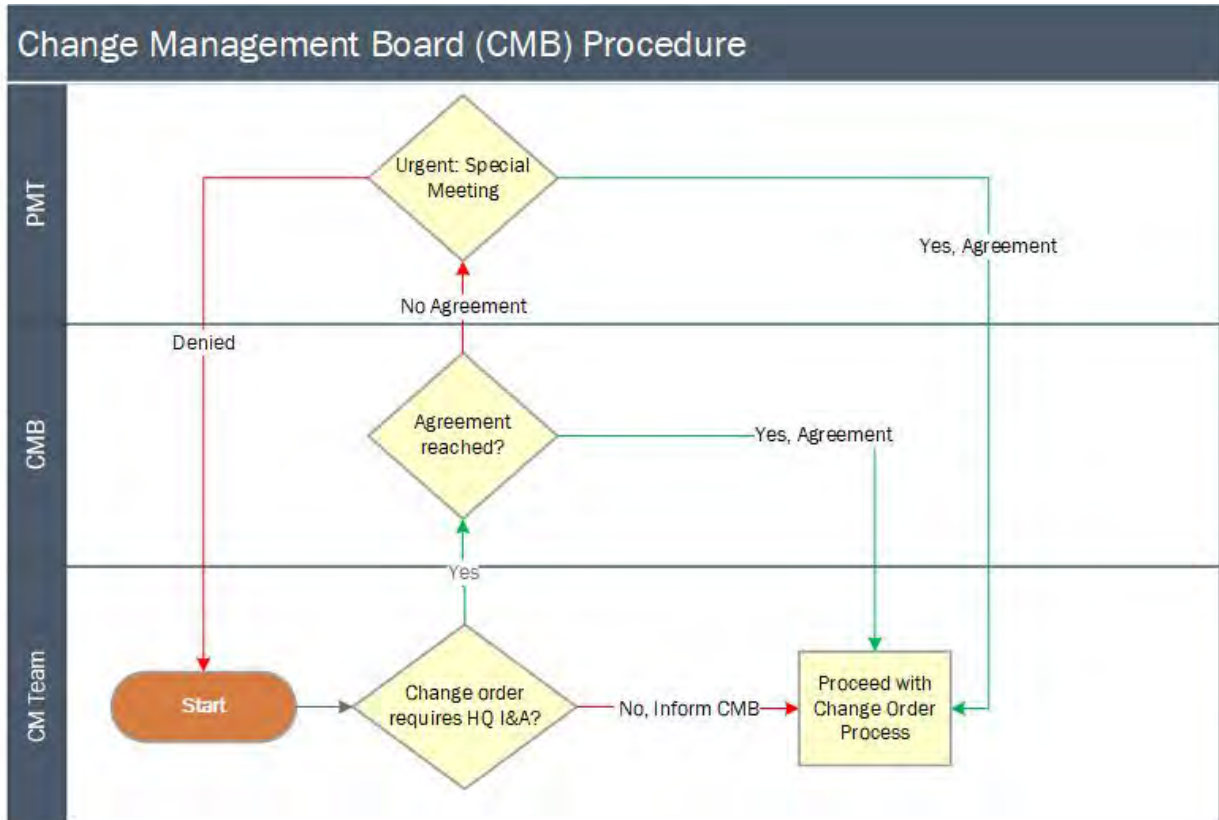 Change Management Board (CMB) Procedure
PMT
Urgent: Special
Meeting
Yes, Agreement
No Agreement
Denied
CMB
Agreement
reached?
Yes, Agreement
Yes
CM Team
Start
Change order
requires HQ I&A?
No, Inform CMB
Proceed with
Change Order
Process